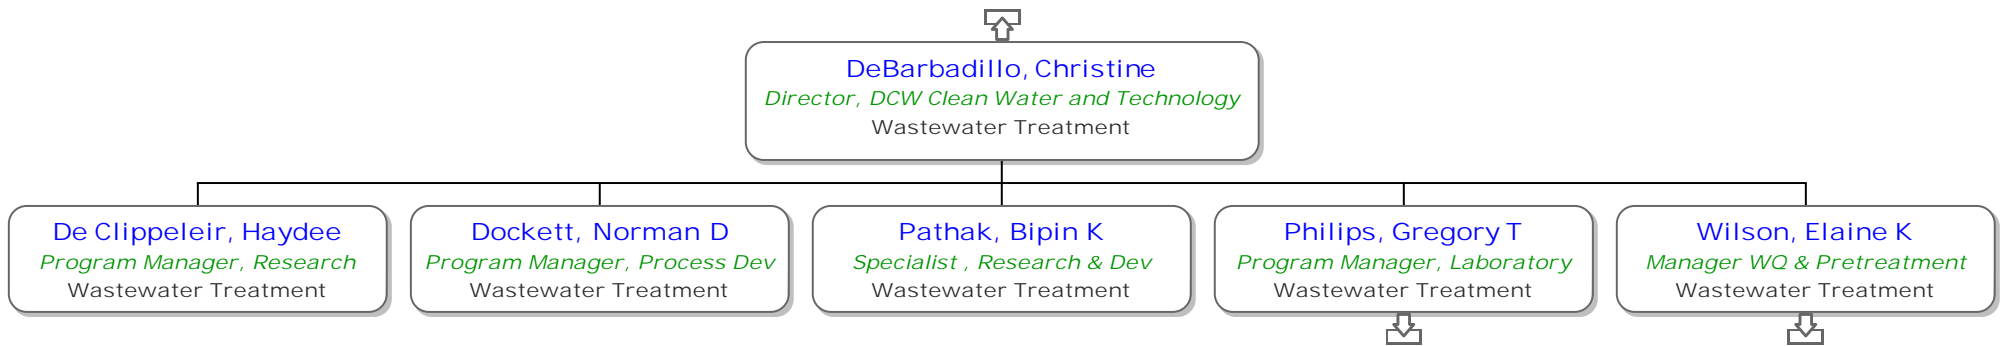 DeBarbadillo, Christine
Director, DCW Clean Water and Technology
Wastewater Treatment
De Clippeleir, Haydee
Program Manager, Research
Wastewater Treatment
Dockett, Norman D
Program Manager, Process Dev
Wastewater Treatment
Pathak, Bipin K
Specialist , Research & Dev
Wastewater Treatment
Philips, Gregory T
Program Manager, Laboratory
Wastewater Treatment
Wilson, Elaine K
Manager WQ & Pretreatment
Wastewater Treatment